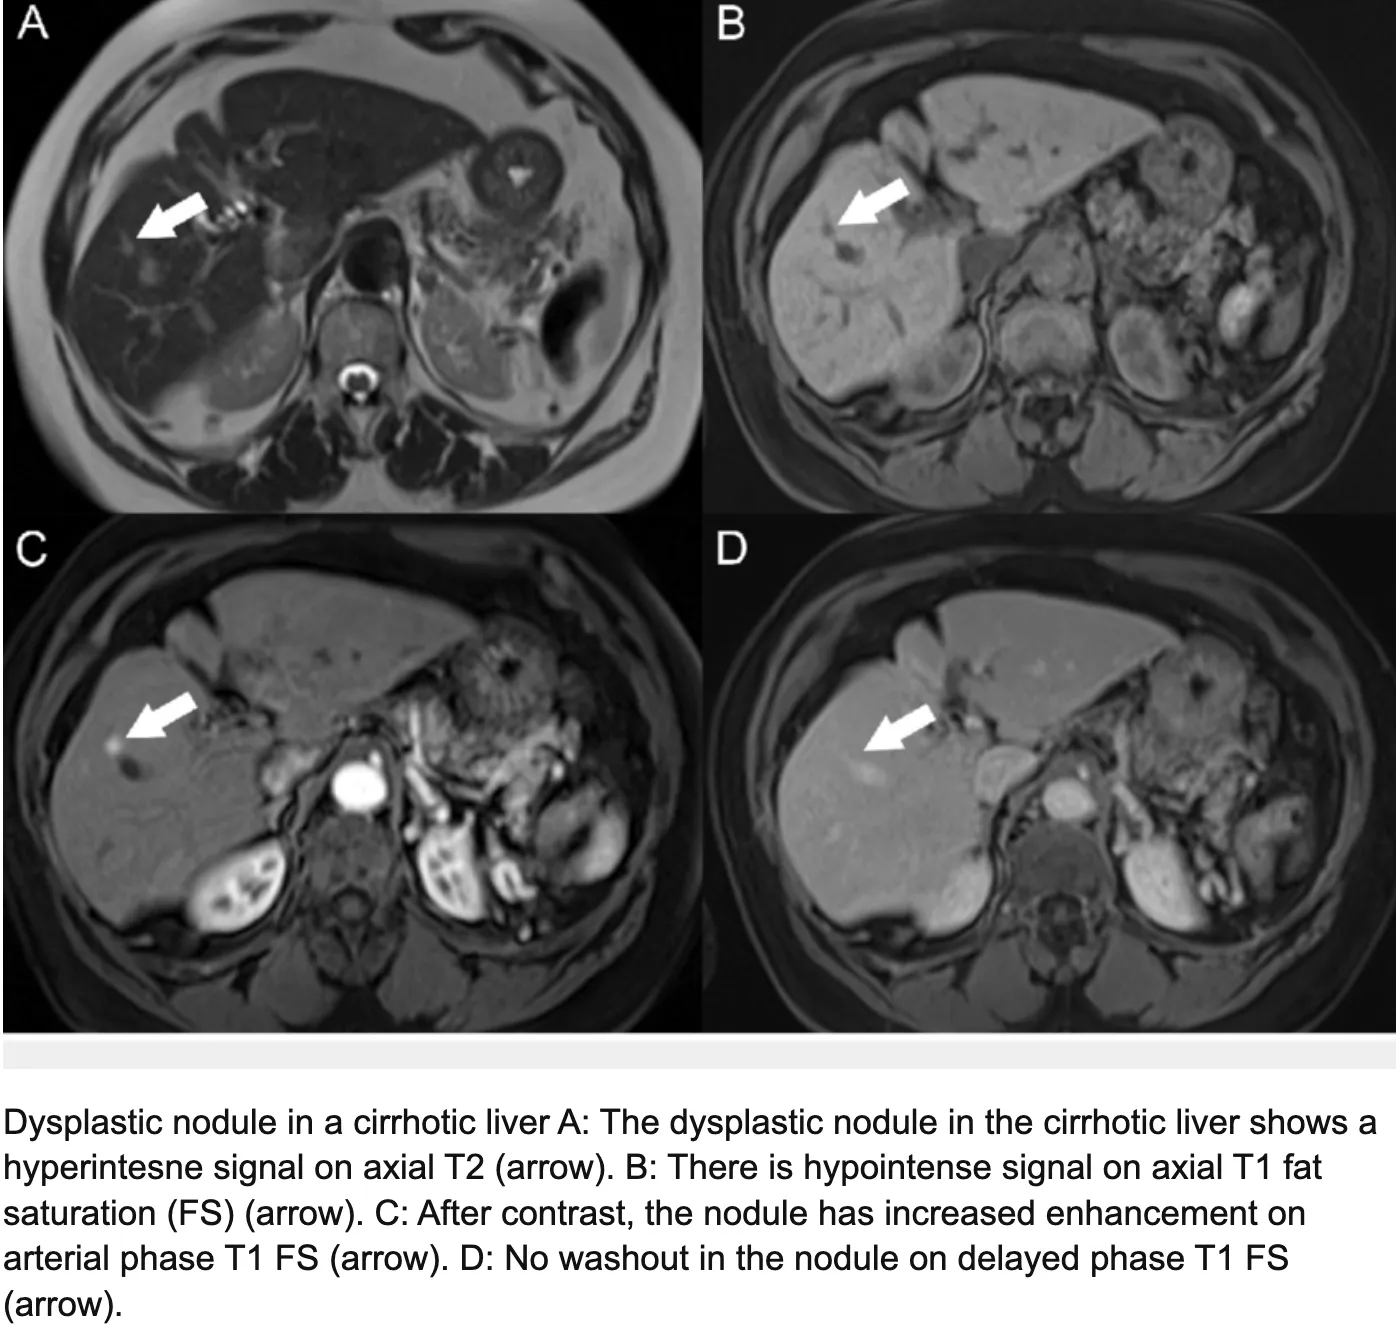 A
B
C
D
Dysplastic nodule in a cirrhotic liver A: The dysplastic nodule in the cirrhotic liver shows a
hyperintesne signal on axial T2 (arrow). B: There is hypointense signal on axial T1 fat
saturation (FS) (arrow). C: After contrast, the nodule has increased enhancement on
arterial phase T1 FS (arrow). D: No washout in the nodule on delayed phase T1 FS
(arrow).